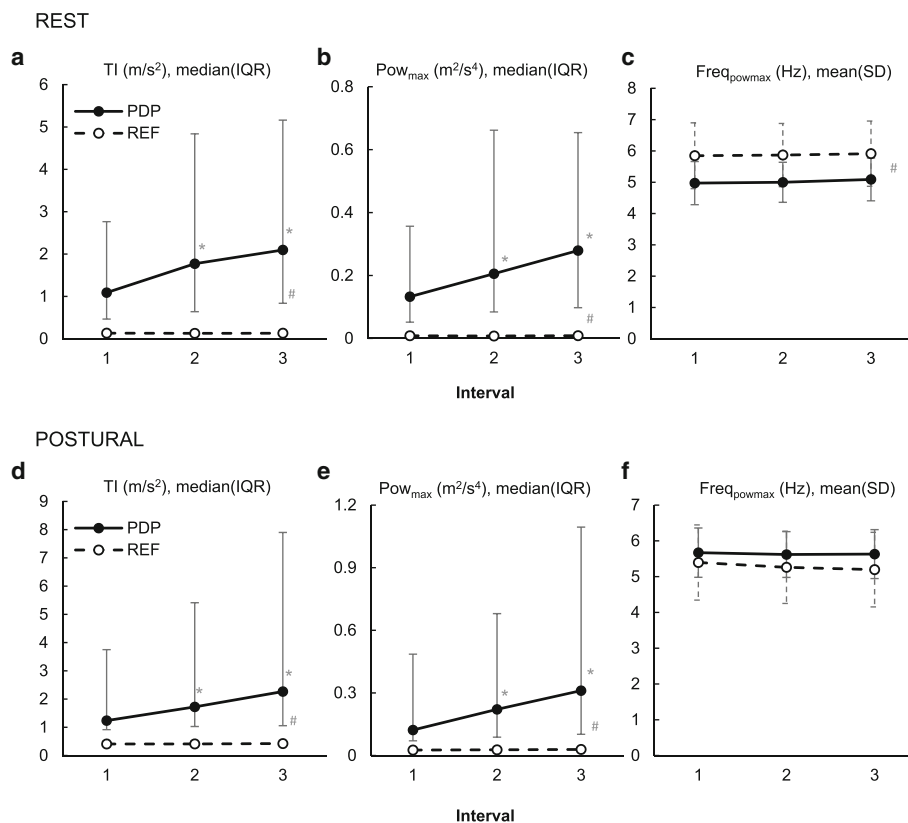 REST
a
TI (m/s²), median(IQR)
6
5
4
3
2
1
0
PDP
REF
*
*
#
1 2 3
b
Pow_max (m²/s⁴), median(IQR)
0.8
0.6
0.4
0.2
0
*
*
#
1 2 3
Interval
c
Freq_powmax (Hz), mean(SD)
8
7
6
5
4
3
2
1
0
#
1 2 3
POSTURAL
d
TI (m/s²), median(IQR)
9
8
7
6
5
4
3
2
1
0
PDP
REF
*
*
#
1 2 3
e
Pow_max (m²/s⁴), median(IQR)
1.2
0.9
0.6
0.3
0
*
*
#
1 2 3
Interval
f
Freq_powmax (Hz), mean(SD)
7
6
5
4
3
2
1
0
1 2 3